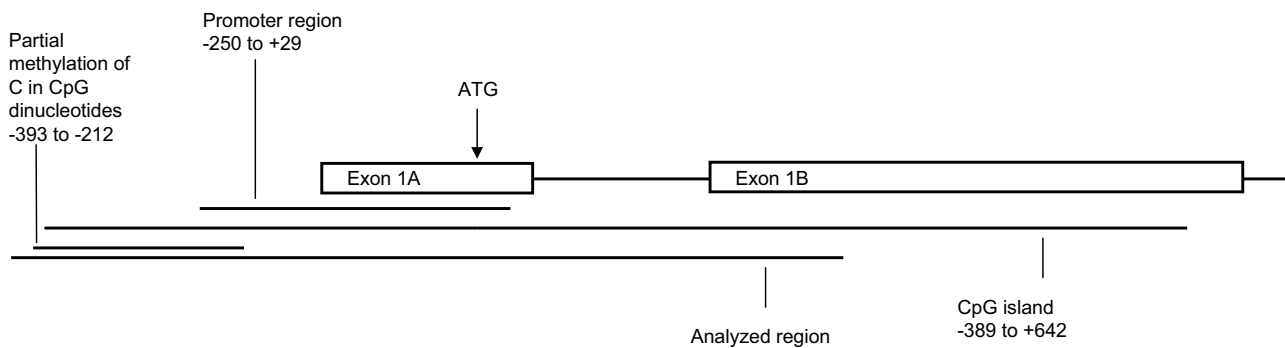 Partial
methylation of
C in CpG
dinucleotides
-393 to -212
Promoter region
-250 to +29
ATG
Exon 1A
Exon 1B
Analyzed region
CpG island
-389 to +642